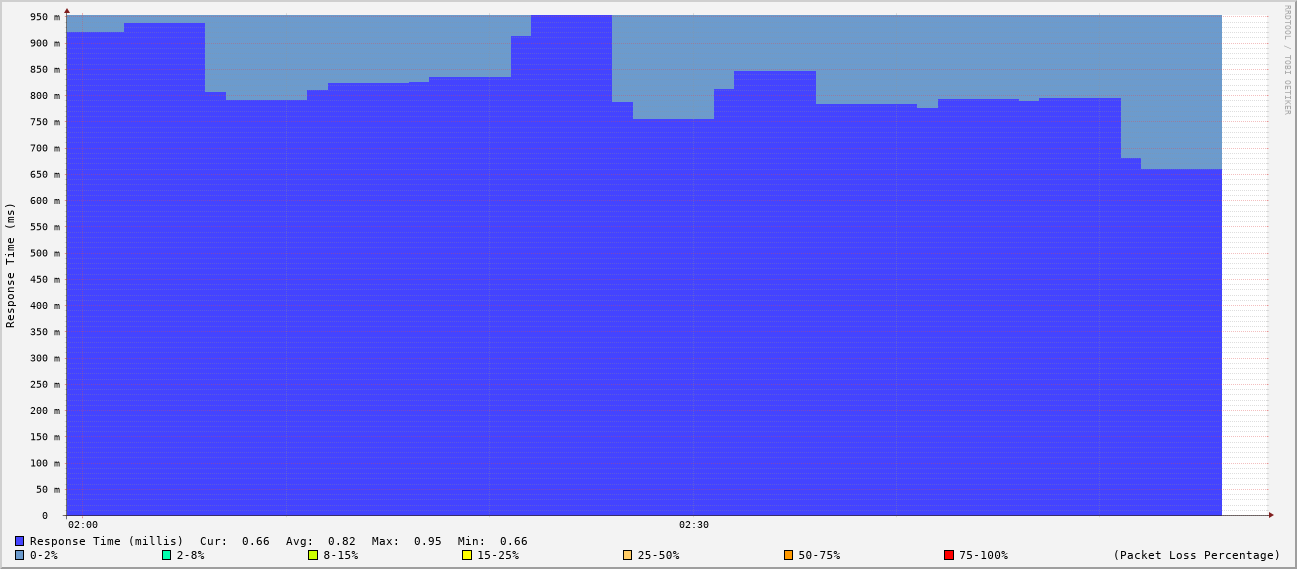 950 m
900 m
850 m
800 m
750 m
700 m
650 m
600 m
550 m
500 m
450 m
400 m
350 m
300 m
250 m
200 m
150 m
100 m
50 m
0
Response Time (ms)
RRDTOOL / TOBI OETIKER
02:00 02:30
Response Time (millis) Cur: 0.66 Avg: 0.82 Max: 0.95 Min: 0.66
0-2% 2-8% 8-15% 15-25% 25-50% 50-75% 75-100% (Packet Loss Percentage)